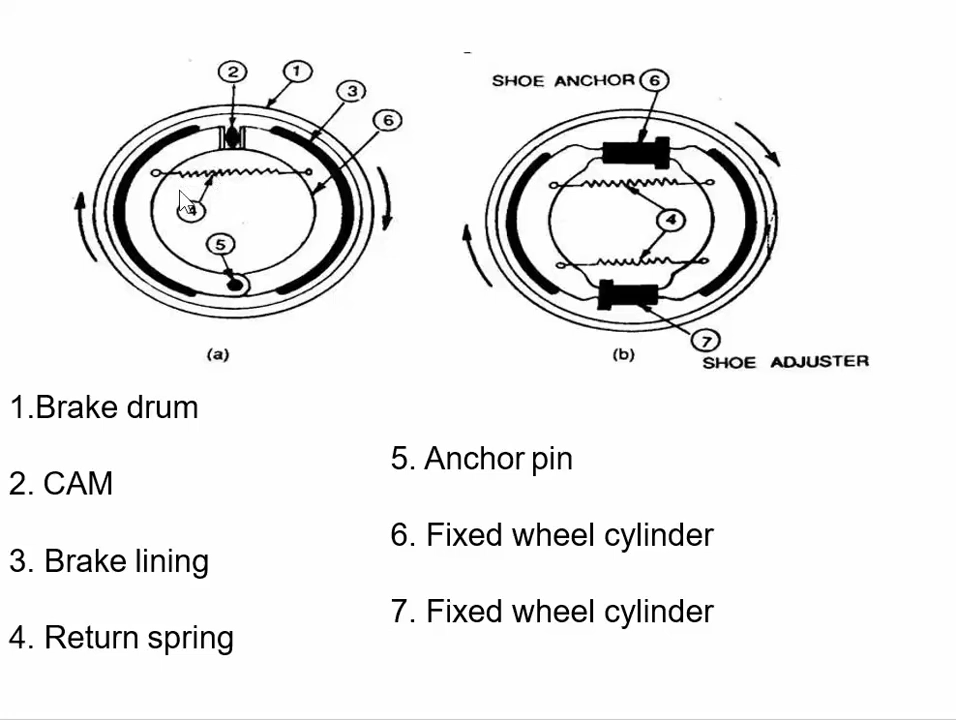 2
1
3
6
4
5
(a)
SHOE ANCHOR 6
4
7
(b)
SHOE ADJUSTER
1.Brake drum
2. CAM
3. Brake lining
4. Return spring
5. Anchor pin
6. Fixed wheel cylinder
7. Fixed wheel cylinder